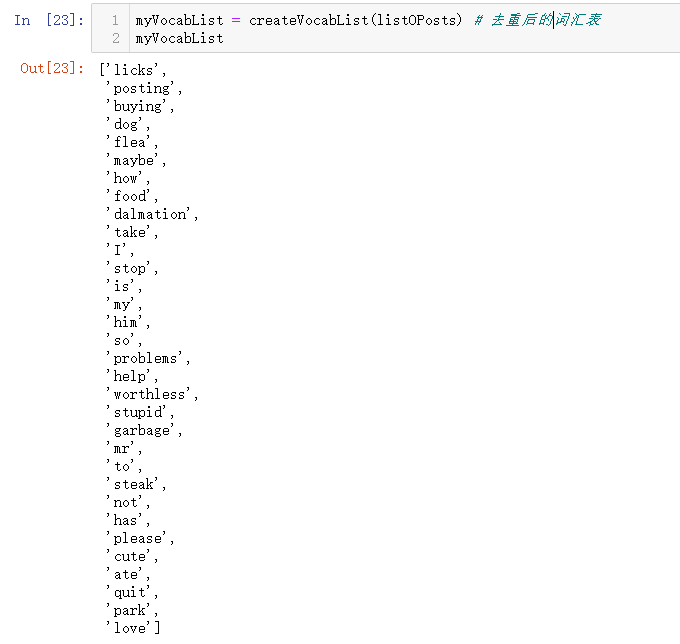 In [23]: 1 myVocabList = createVocabList(listOPosts) # 去重后的词汇表
2 myVocabList
Out[23]: ['licks',
'posting',
'buying',
'dog',
'flea',
'maybe',
'how',
'food',
'dalmation',
'take',
'I',
'stop',
'is',
'my',
'him',
'so',
'problems',
'help',
'worthless',
'stupid',
'garbage',
'mr',
'to',
'steak',
'not',
'has',
'please',
'cute',
'ate',
'quit',
'park',
'love']